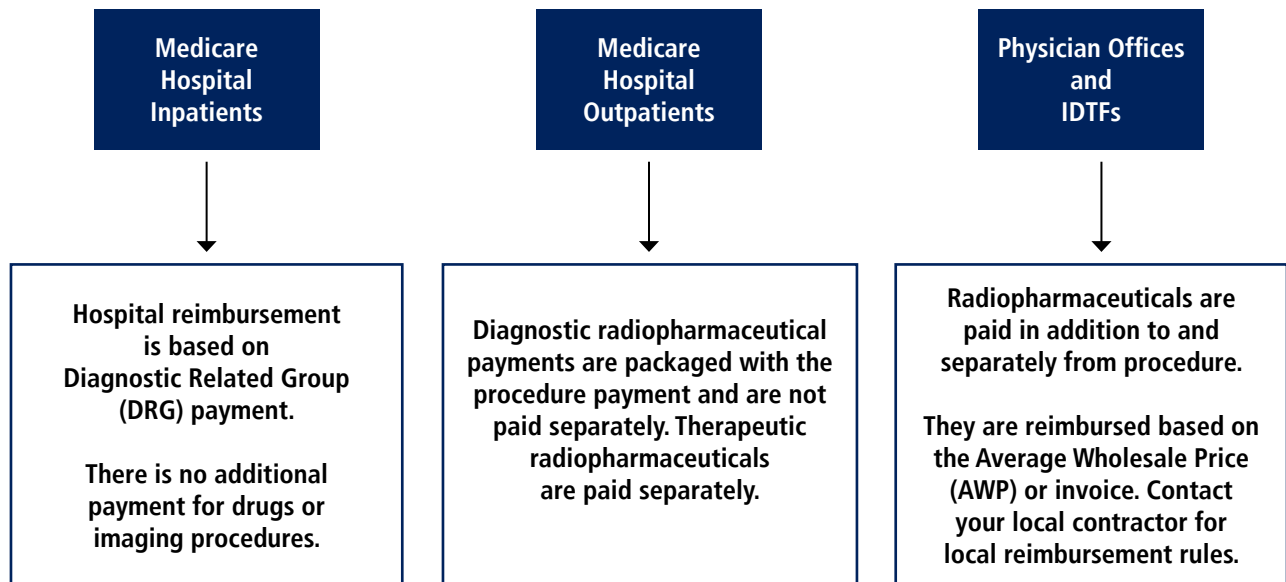 Medicare
Hospital
Inpatients
Hospital reimbursement
is based on
Diagnostic Related Group
(DRG) payment.
There is no additional
payment for drugs or
imaging procedures.
Medicare
Hospital
Outpatients
Diagnostic radiopharmaceutical
payments are packaged with the
procedure payment and are not
paid separately. Therapeutic
radiopharmaceuticals
are paid separately.
Physician Offices
and
IDTFs
Radiopharmaceuticals are
paid in addition to and
separately from procedure.
They are reimbursed based on
the Average Wholesale Price
(AWP) or invoice. Contact
your local contractor for
local reimbursement rules.